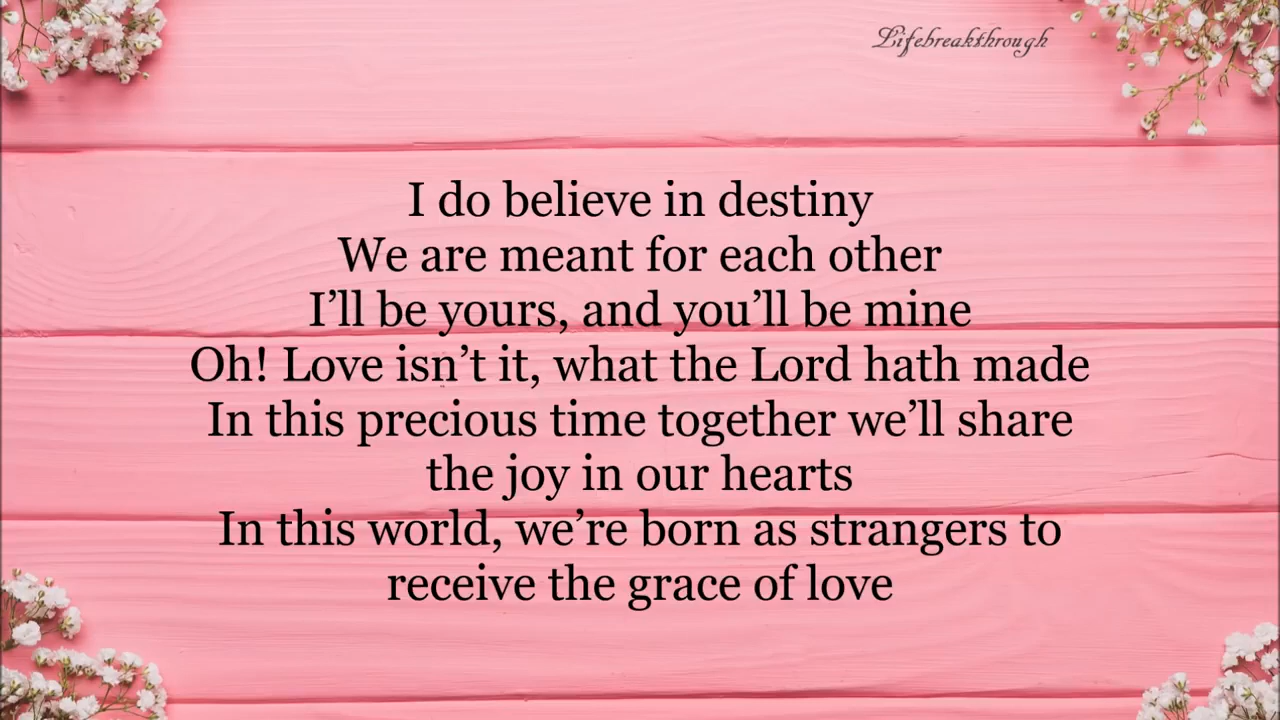 Lifebreakthrough
I do believe in destiny
We are meant for each other
I’ll be yours, and you’ll be mine
Oh! Love isn’t it, what the Lord hath made
In this precious time together we’ll share
the joy in our hearts
In this world, we’re born as strangers to
receive the grace of love